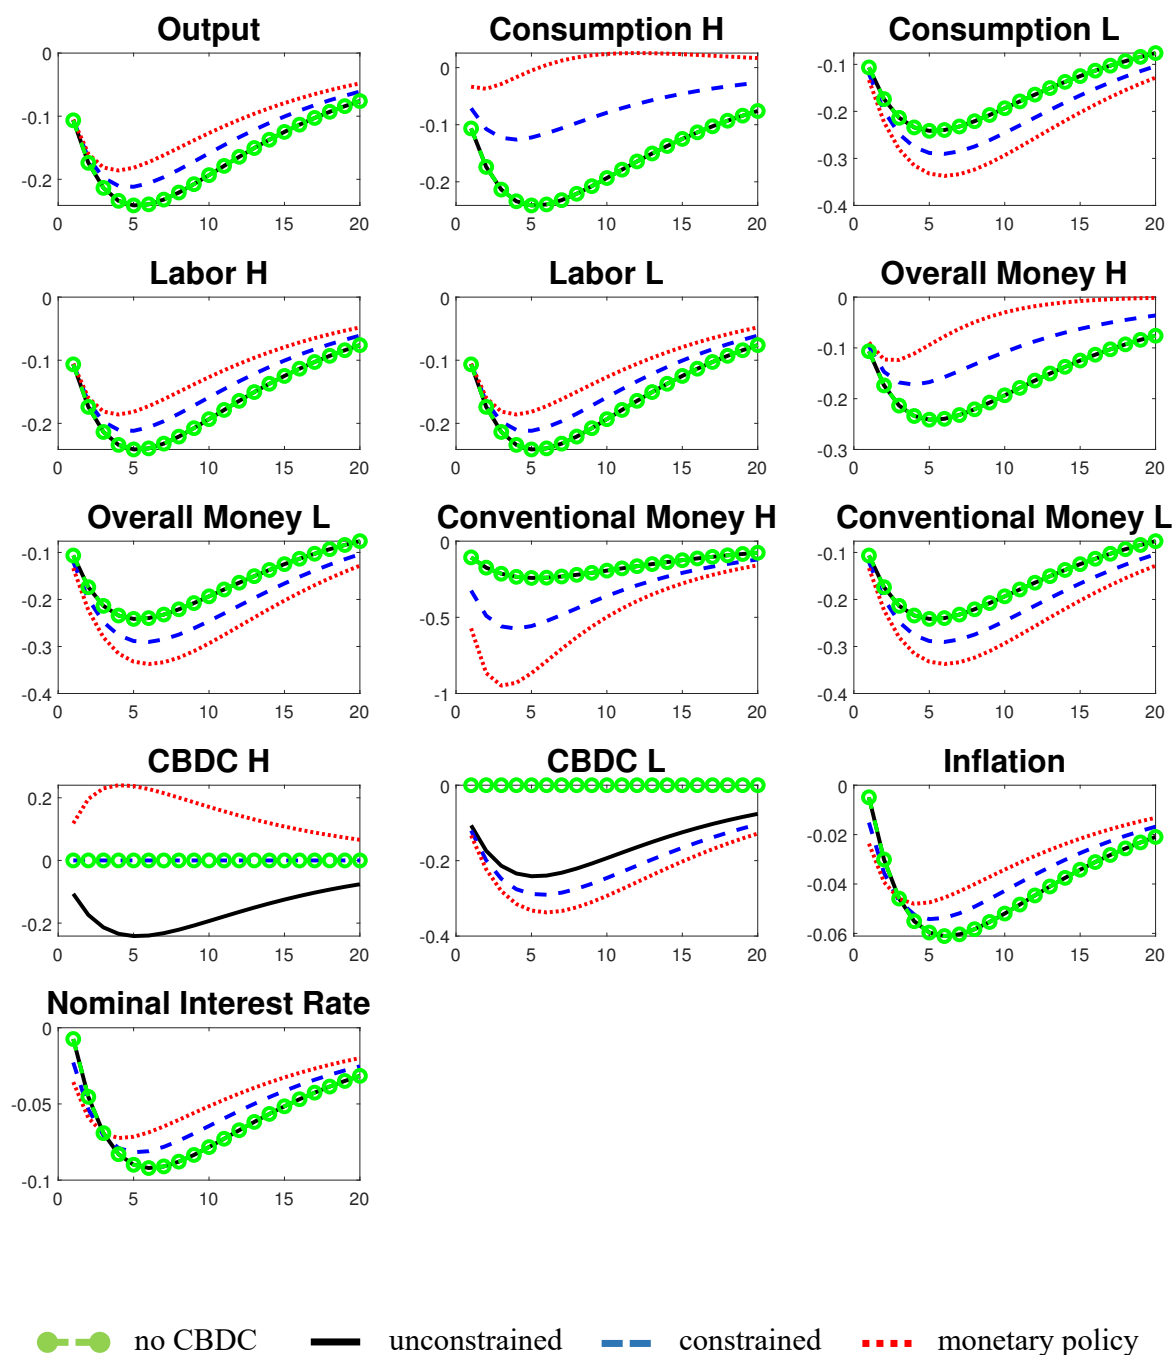 Output Consumption H Consumption L
0 0 -0.1
-0.1 -0.1 -0.2
-0.2 -0.2 -0.3
-0.4
0 5 10 15 20 0 5 10 15 20 0 5 10 15 20
Labor H Labor L Overall Money H
0 0 0
-0.1 -0.1 -0.1
-0.2 -0.2 -0.2
-0.3
0 5 10 15 20 0 5 10 15 20 0 5 10 15 20
Overall Money L Conventional Money H Conventional Money L
-0.1 0 -0.1
-0.2 -0.5 -0.2
-0.3 -0.3
-0.4 -1 -0.4
0 5 10 15 20 0 5 10 15 20 0 5 10 15 20
CBDC H CBDC L Inflation
0.2 0 0
0 -0.2 -0.02
-0.04
-0.2 -0.4 -0.06
0 5 10 15 20 0 5 10 15 20 0 5 10 15 20
Nominal Interest Rate
0
-0.05
-0.1
0 5 10 15 20
no CBDC unconstrained constrained monetary policy